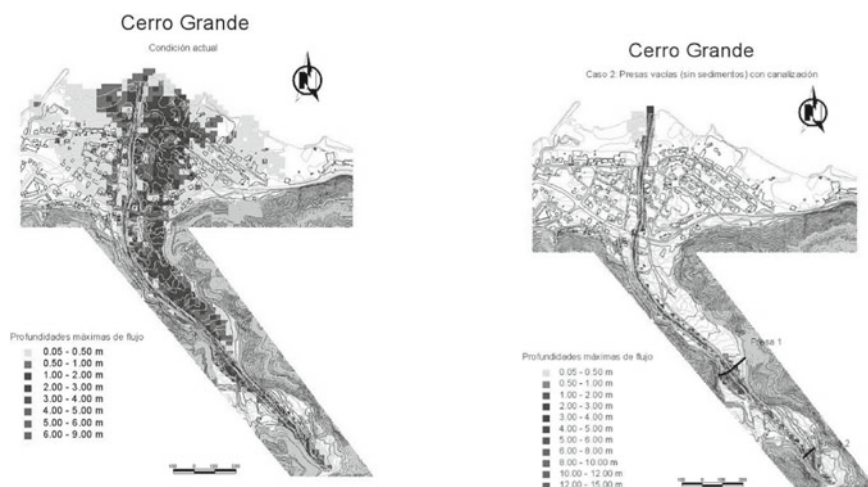 Cerro Grande
Condición actual
N
Profundidades máximas de flujo
0.05 - 0.50 m
0.50 - 1.00 m
1.00 - 2.00 m
2.00 - 3.00 m
3.00 - 4.00 m
4.00 - 5.00 m
5.00 - 6.00 m
6.00 - 9.00 m
Cerro Grande
Caso 2: Presas vacías (sin sedimentos) con canalización
N
Presa 1
2
Profundidades máximas de flujo
0.05 - 0.50 m
0.50 - 1.00 m
1.00 - 2.00 m
2.00 - 3.00 m
3.00 - 4.00 m
4.00 - 5.00 m
5.00 - 6.00 m
6.00 - 8.00 m
8.00 - 10.00 m
10.00 - 12.00 m
12.00 - 15.00 m